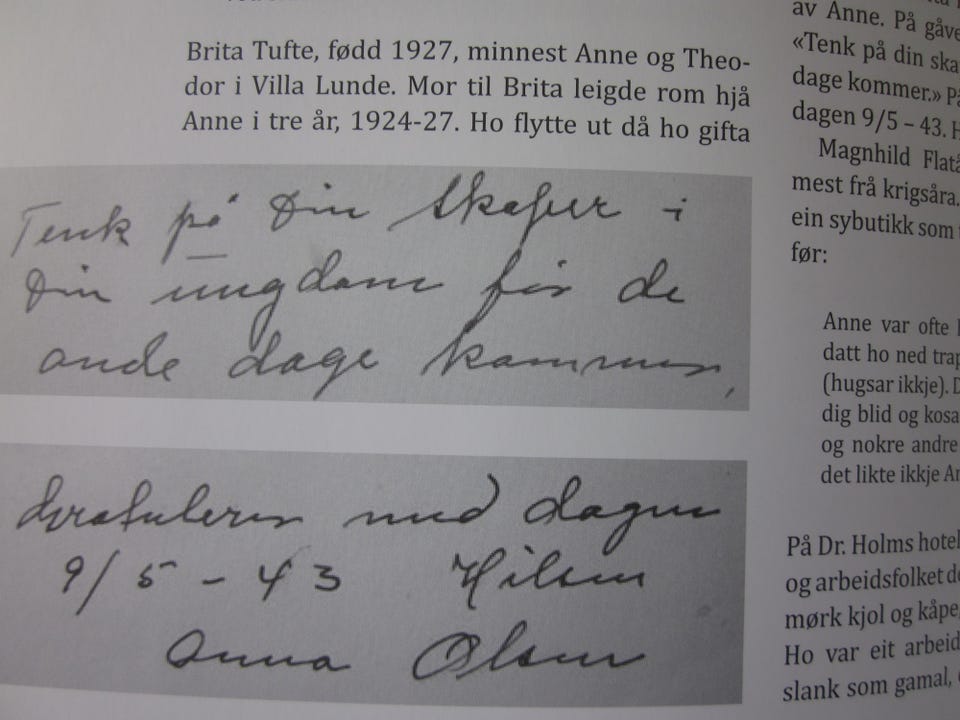 Brita Tufte, fødd 1927, minnest Anne og Theo-
dor i Villa Lunde. Mor til Brita leigde rom hjå
Anne i tre år, 1924-27. Ho flytte ut då ho gifta
Tenk på Din Skaper i
Din ungdom før de
onde dage kommer,
Gratulerer med dagen
9/5 - 43 Hilsen
Anna Olsen
av Anne. På gåve
«Tenk på din ska
dage kommer.» På
dagen 9/5 – 43. H
Magnhild Flatå
mest frå krigsåra.
ein sybutikk som
før:
Anne var ofte
datt ho ned trap
(hugsar ikkje). D
dig blid og kosa
og nokre andre
det likte ikkje An
På Dr. Holms hotel
og arbeidsfolket de
mørk kjol og kåpe,
Ho var eit arbeid
slank som gamal,